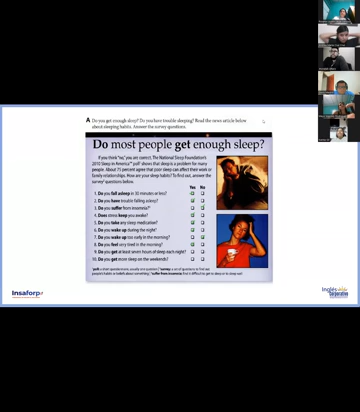 A Do you get enough sleep? Do you have trouble sleeping? Read the news article below
about sleeping habits. Answer the survey questions.
Do most people get enough sleep?
If you think "no," you are correct. The National Sleep Foundation's
2010 Sleep in America™ poll¹ shows that sleep is a problem for many
people. About 75 percent agree that poor sleep can affect their work or
family relationships. How are your sleep habits? To find out, answer the
survey² questions below.
Yes No
1. Do you fall asleep in 30 minutes or less?
2. Do you have trouble falling asleep?
3. Do you suffer from insomnia?³
4. Does stress keep you awake?
5. Do you take any sleep medication?
6. Do you wake up during the night?
7. Do you wake up too early in the morning?
8. Do you feel very tired in the morning?
9. Do you get at least seven hours of sleep each night?
10. Do you get more sleep on the weekends?
Insaforp
Inglés
Corporativo